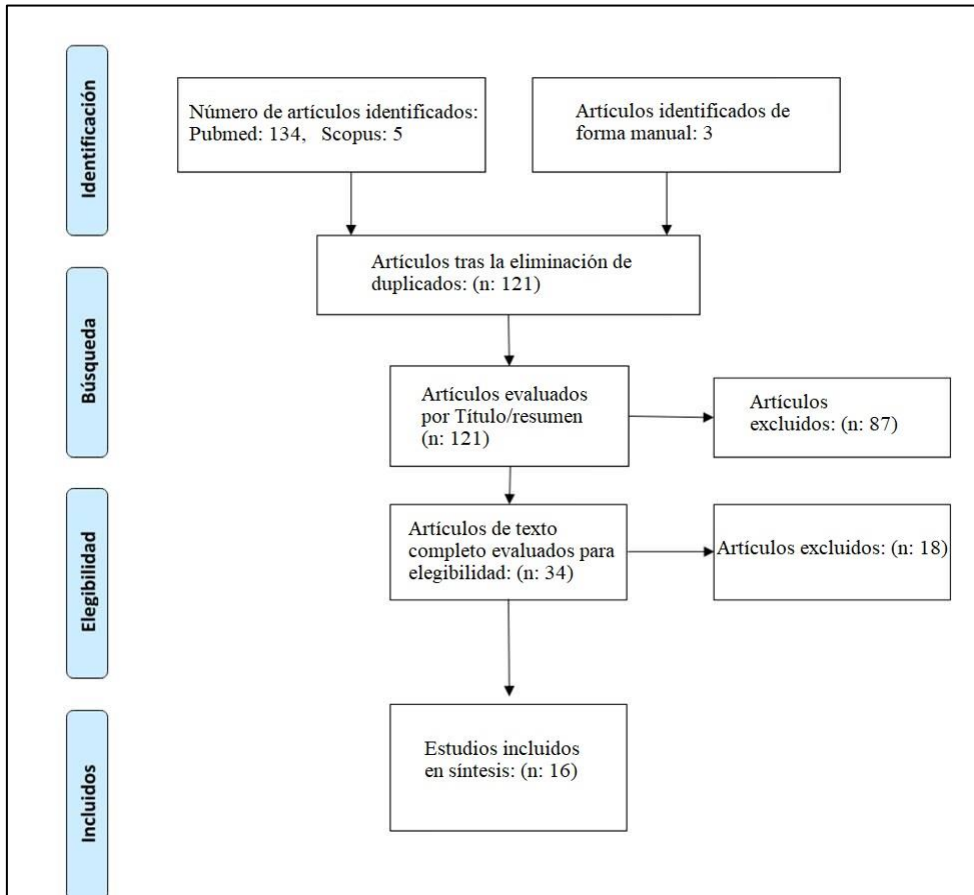 Identificación
Número de artículos identificados:
Pubmed: 134,   Scopus: 5
Artículos identificados de
forma manual: 3
Artículos tras la eliminación de
duplicados: (n: 121)
Búsqueda
Artículos evaluados
por Título/resumen
(n: 121)
Artículos
excluidos: (n: 87)
Elegibilidad
Artículos de texto
completo evaluados para
elegibilidad: (n: 34)
Artículos excluidos: (n: 18)
Incluidos
Estudios incluidos
en síntesis: (n: 16)